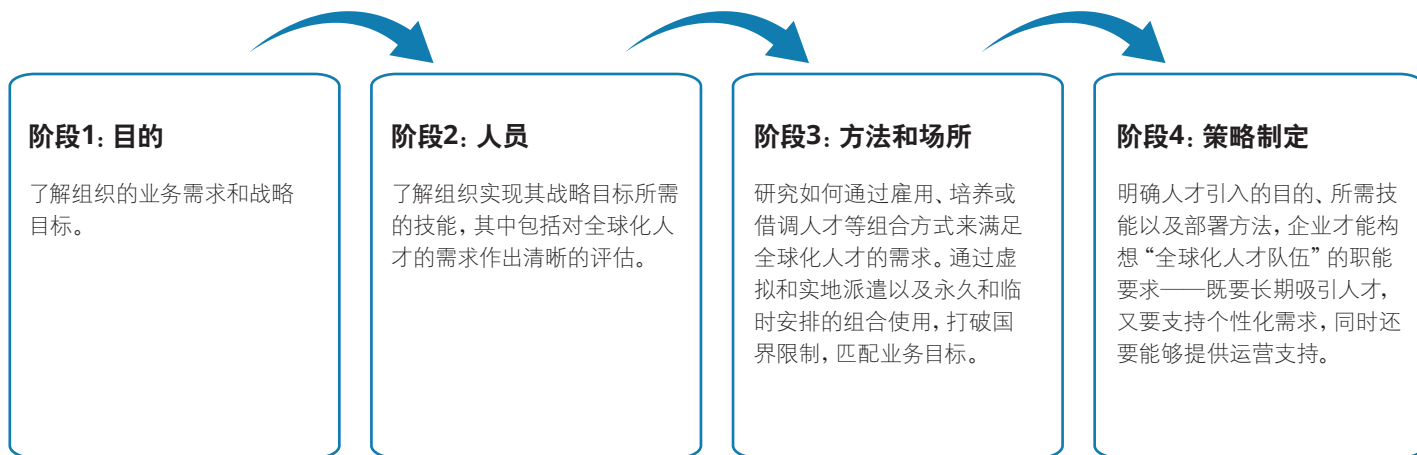 阶段1: 目的
了解组织的业务需求和战略
目标。
阶段2: 人员
了解组织实现其战略目标所需
的技能，其中包括对全球化人
才的需求作出清晰的评估。
阶段3: 方法和场所
研究如何通过雇用、培养或
借调人才等组合方式来满足
全球化人才的需求。通过虚
拟和实地派遣以及永久和临
时安排的组合使用，打破国
界限制，匹配业务目标。
阶段4: 策略制定
明确人才引入的目的、所需技
能以及部署方法，企业才能构
想“全球化人才队伍”的职能
要求——既要长期吸引人才，
又要支持个性化需求，同时还
要能够提供运营支持。